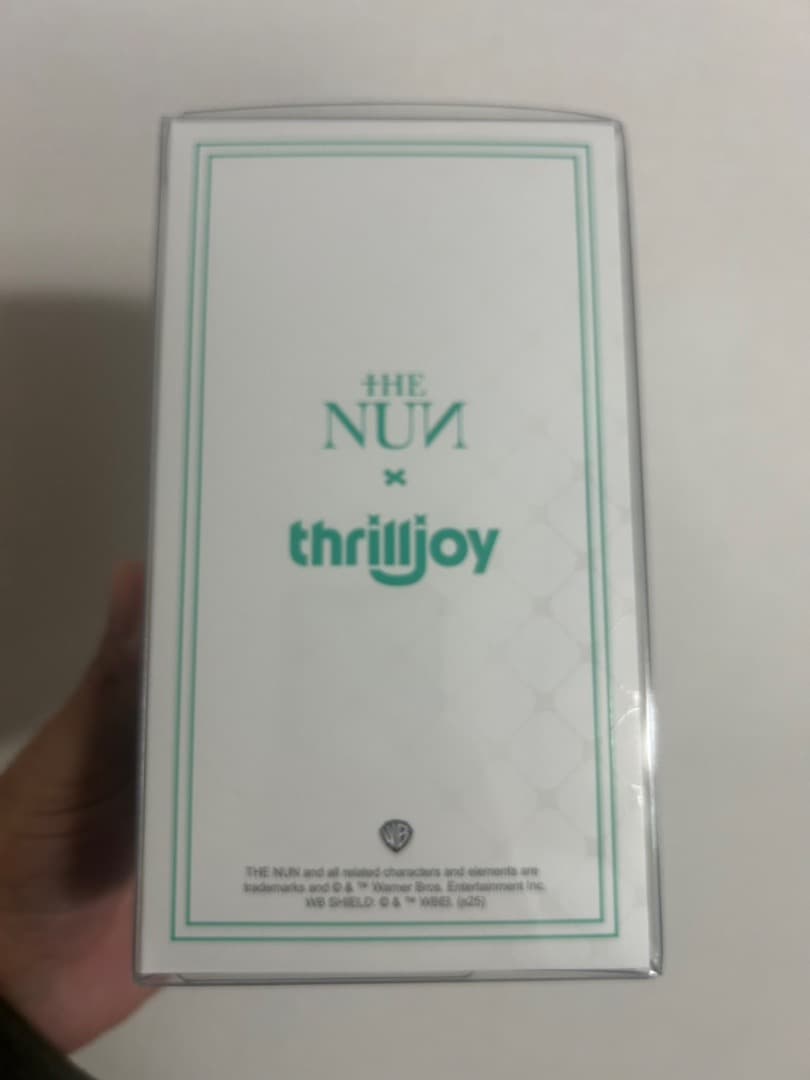 THE
NUN
×
thrilljoy
WB
THE NUN and all related characters and elements are
trademarks and © & ™ Warner Bros. Entertainment Inc.
WB SHIELD: © & ™ WBEI. (s25)